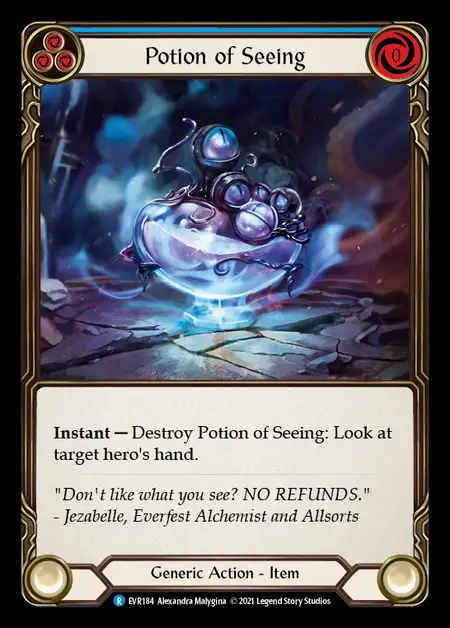 Potion of Seeing
0
Instant — Destroy Potion of Seeing: Look at
target hero's hand.
"Don't like what you see? NO REFUNDS."
- Jezabelle, Everfest Alchemist and Allsorts
Generic Action - Item
R EVR184 Alexandra Malygina © 2021 Legend Story Studios